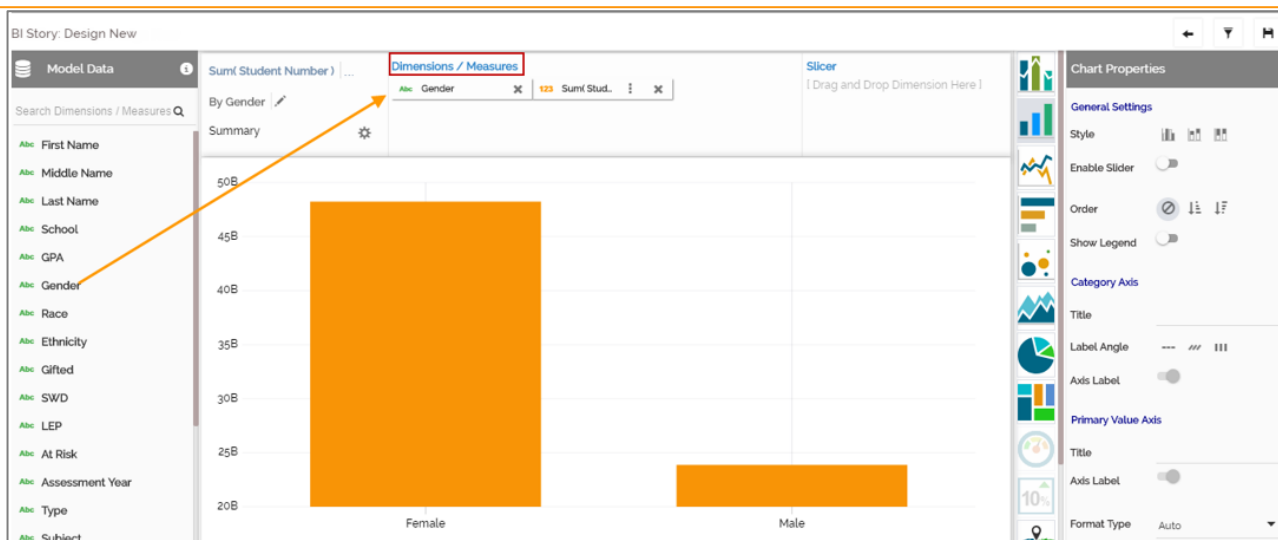 BI Story: Design New
Model Data
Search Dimensions / Measures
Abc First Name
Abc Middle Name
Abc Last Name
Abc School
Abc GPA
Abc Gender
Abc Race
Abc Ethnicity
Abc Gifted
Abc SWD
Abc LEP
Abc At Risk
Abc Assessment Year
Abc Type
Abc Subject
Sum( Student Number ) ...
By Gender
Summary
Dimensions / Measures
Abc Gender
123 Sum( Stud..
Slicer
[ Drag and Drop Dimension Here ]
50B
45B
40B
35B
30B
25B
20B
Female
Male
10%
Chart Properties
General Settings
Style
Enable Slider
Order
Show Legend
Category Axis
Title
Label Angle
Axis Label
Primary Value Axis
Title
Axis Label
Format Type Auto